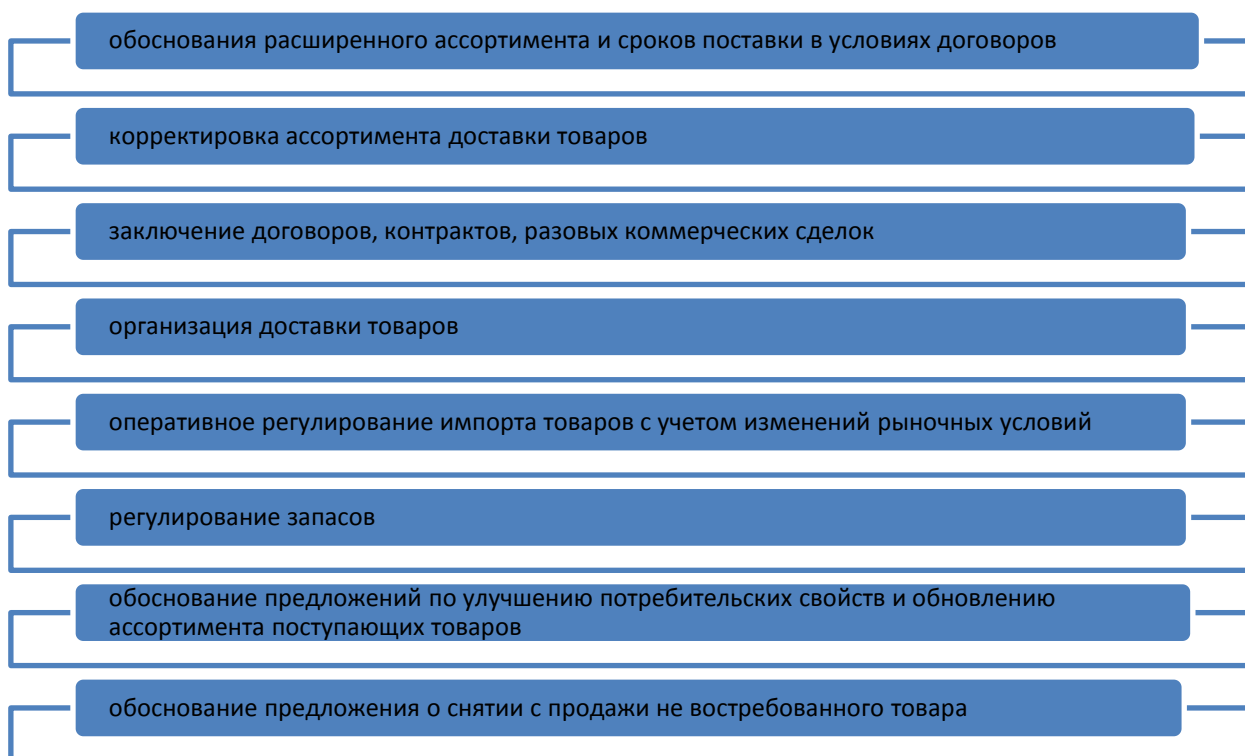 обоснования расширенного ассортимента и сроков поставки в условиях договоров
корректировка ассортимента доставки товаров
заключение договоров, контрактов, разовых коммерческих сделок
организация доставки товаров
оперативное регулирование импорта товаров с учетом изменений рыночных условий
регулирование запасов
обоснование предложений по улучшению потребительских свойств и обновлению
ассортимента поступающих товаров
обоснование предложения о снятии с продажи не востребованного товара